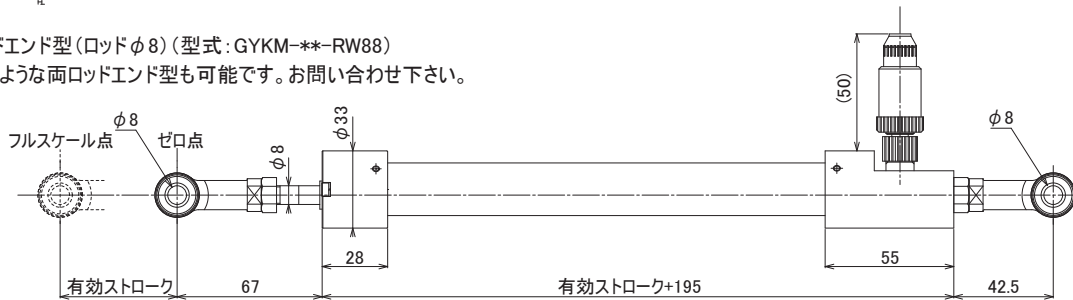 ドエンド型(ロッドφ8)(型式:GYKM-**-RW88)
ような両ロッドエンド型も可能です。お問い合わせ下さい。
(50)
φ8
φ33
φ8
フルスケール点
ゼロ点
φ8
28
55
有効ストローク
67
有効ストローク+195
42.5